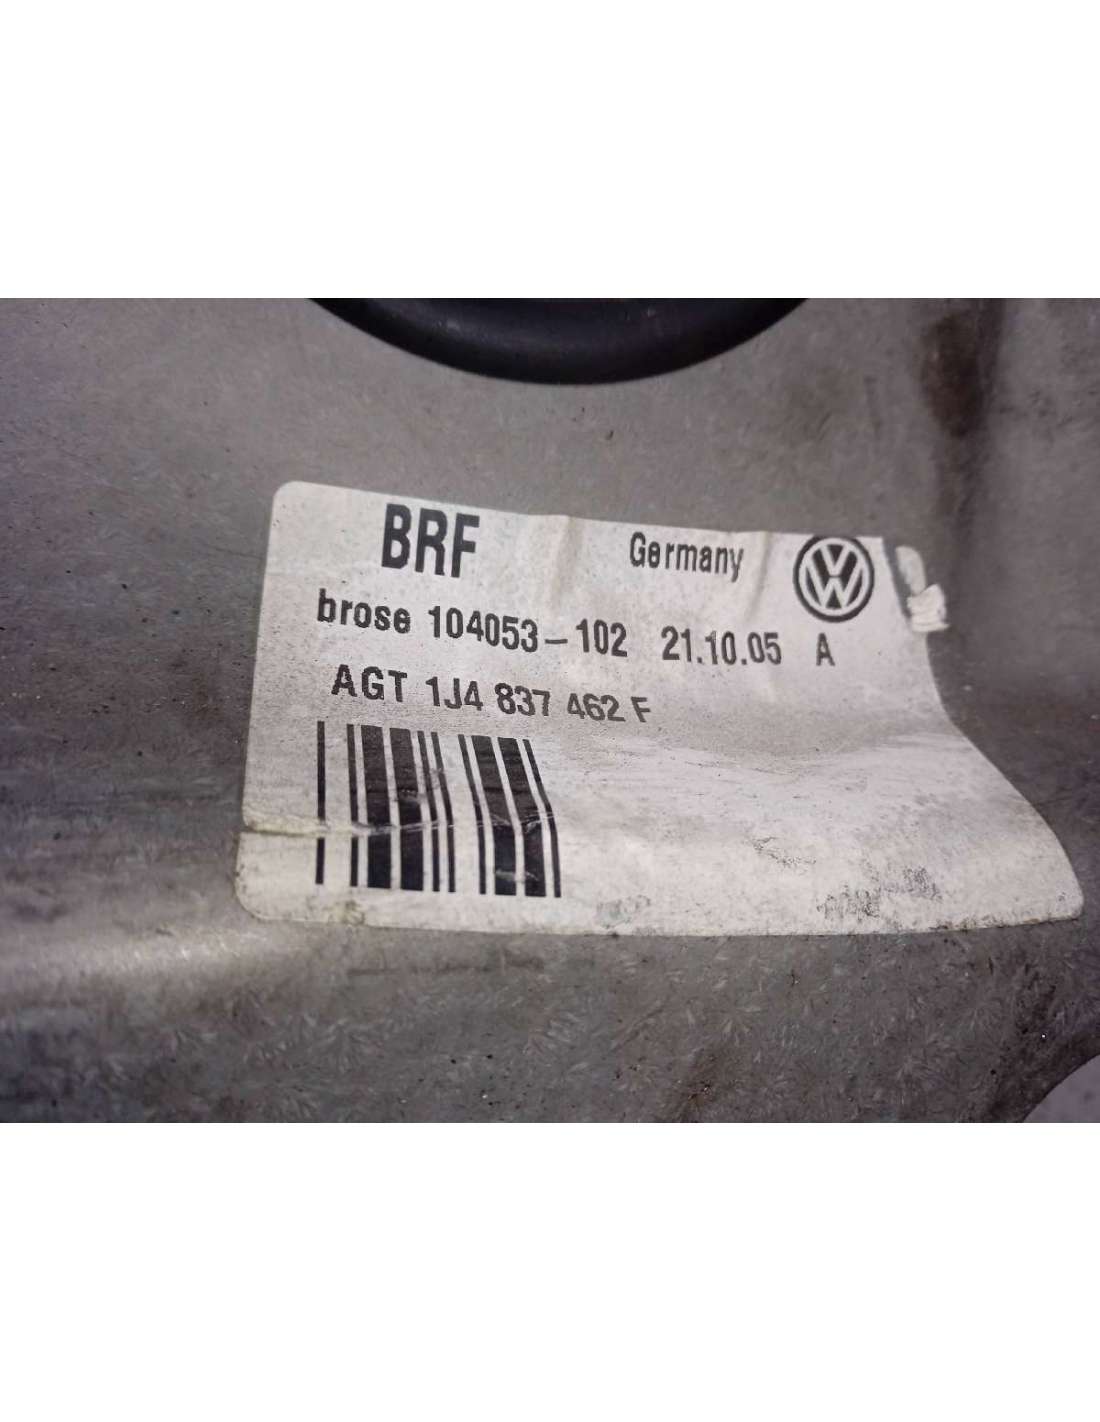 BRF Germany
brose 104053-102 21.10.05 A
AGT 1J4 837 462 F